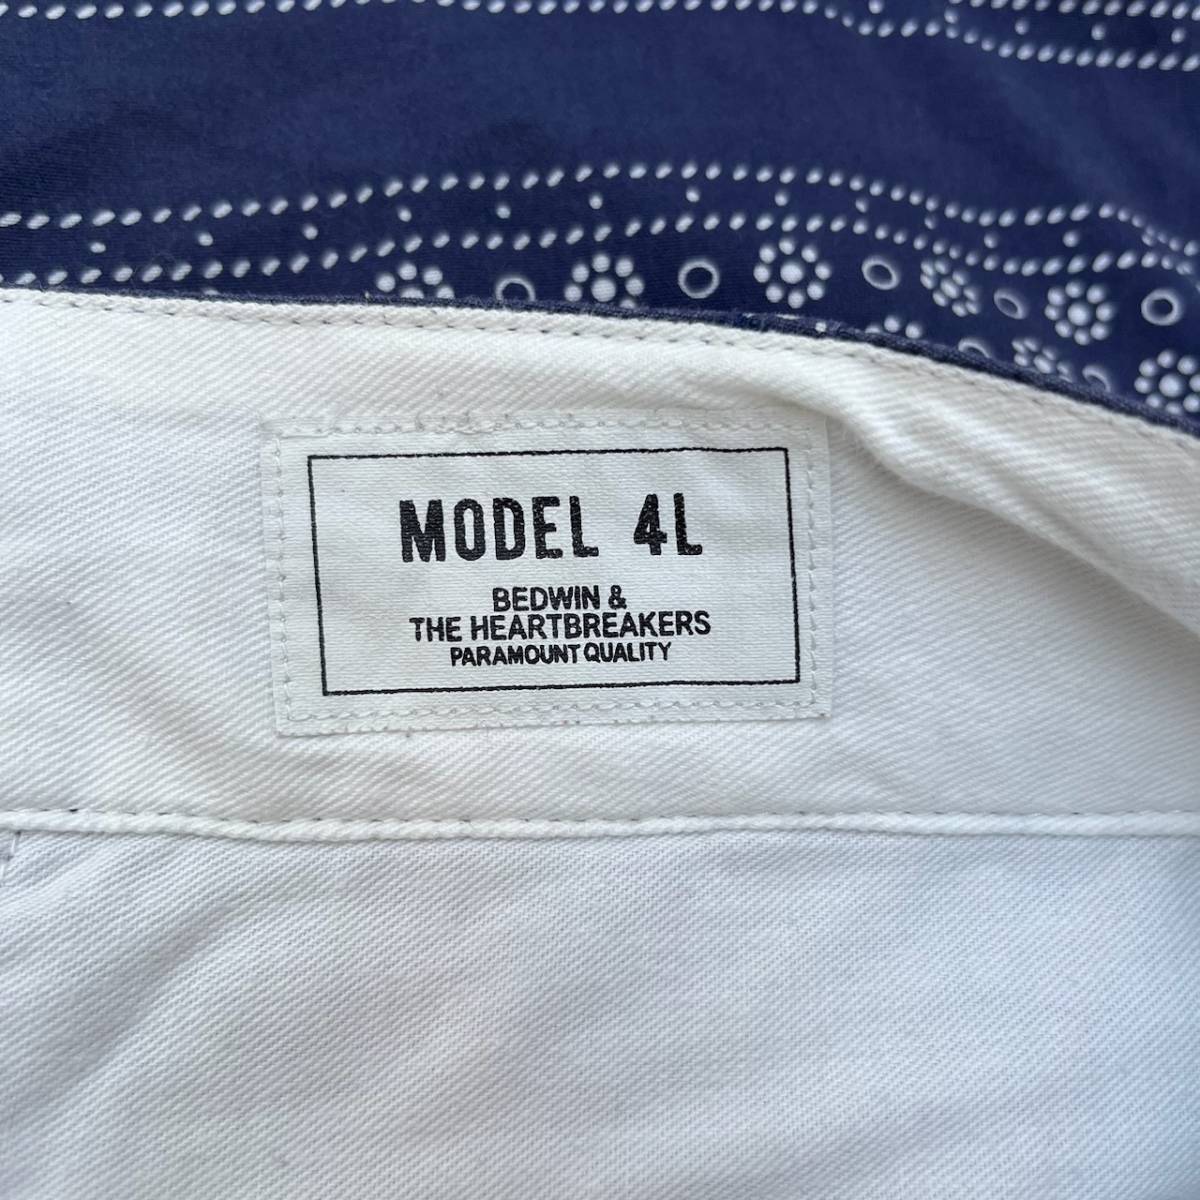 MODEL 4L
BEDWIN &
THE HEARTBREAKERS
PARAMOUNT QUALITY